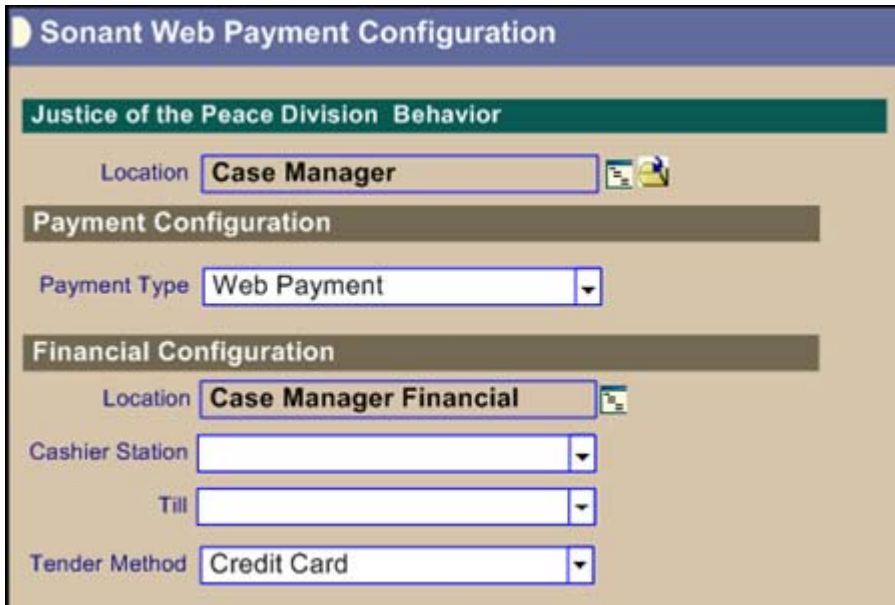 Sonant Web Payment Configuration
Justice of the Peace Division Behavior
Location Case Manager
Payment Configuration
Payment Type Web Payment
Financial Configuration
Location Case Manager Financial
Cashier Station
Till
Tender Method Credit Card